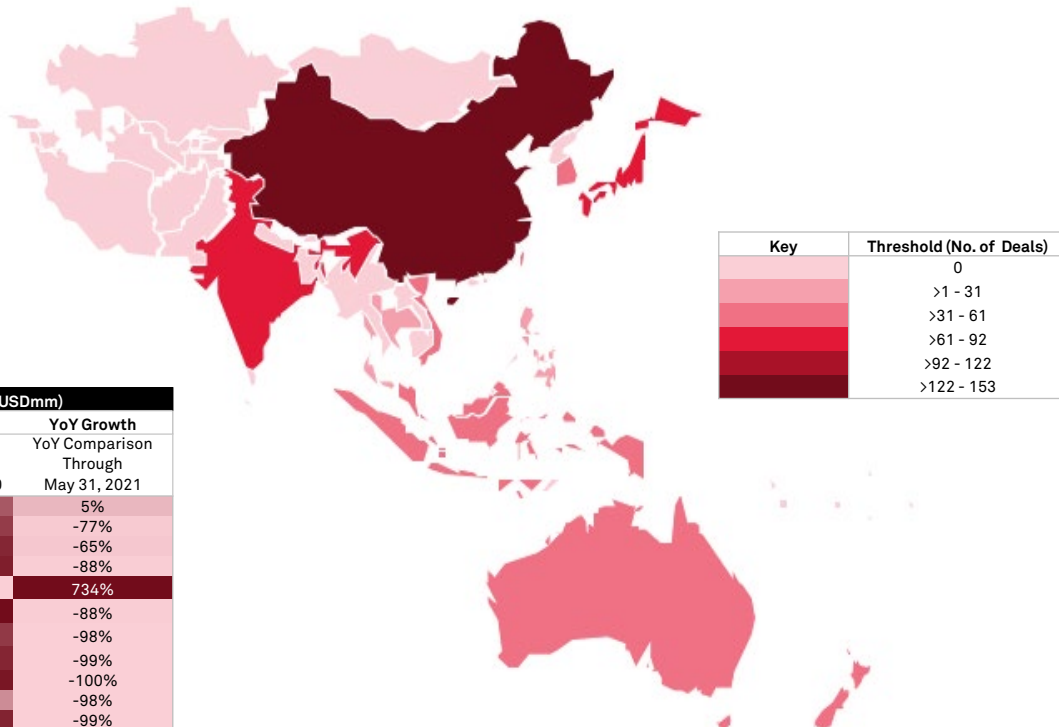 Key Threshold (No. of Deals)
0
>1 - 31
>31 - 61
>61 - 92
>92 - 122
>122 - 153
USDmm)
YoY Growth
YoY Comparison
Through
May 31, 2021
5%
-77%
-65%
-88%
734%
-88%
-98%
-99%
-100%
-98%
-99%